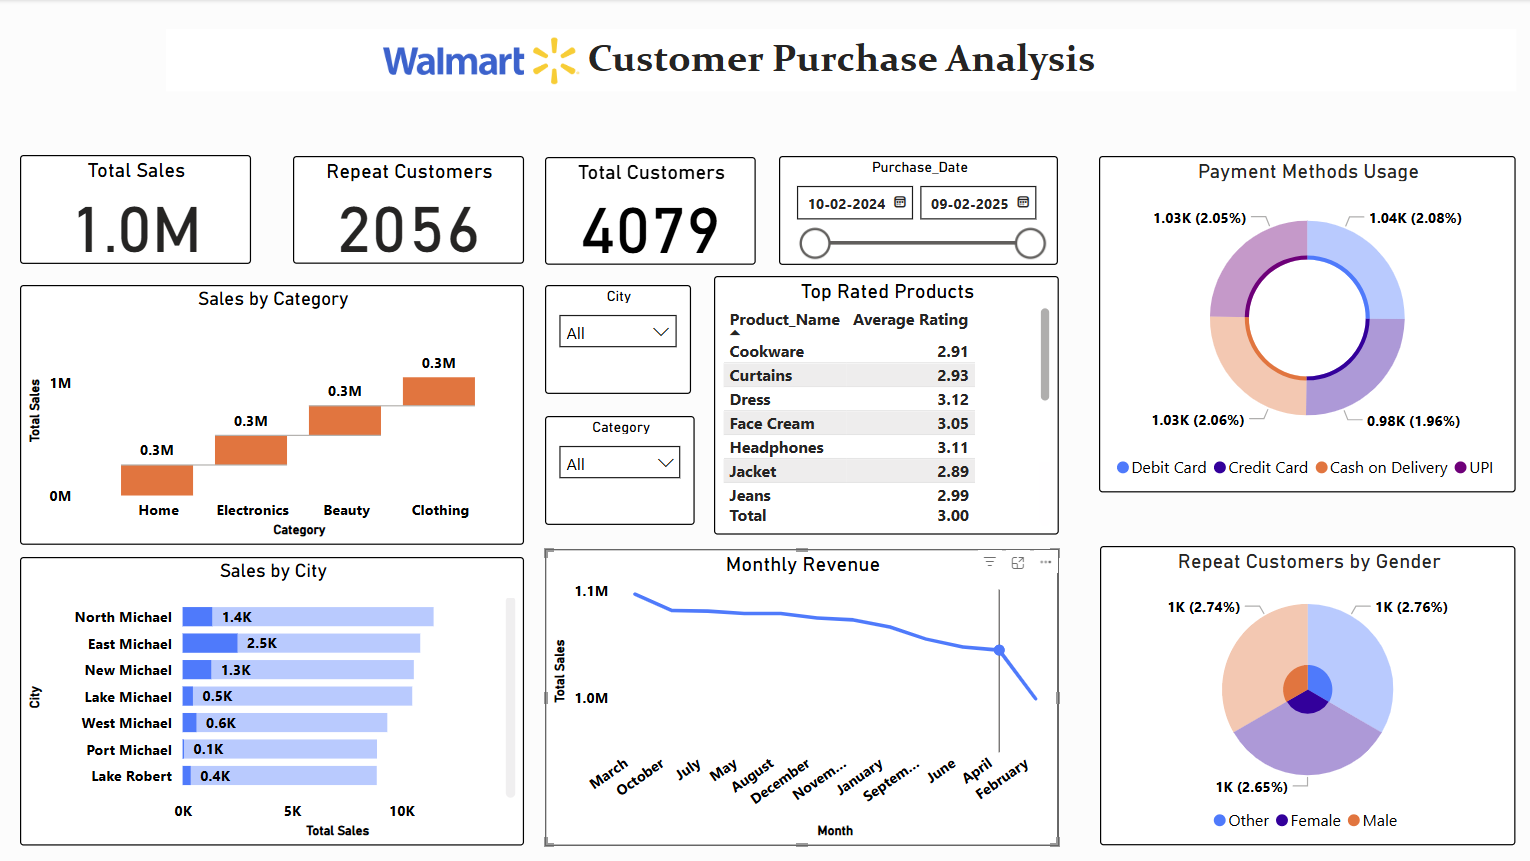 Walmart Customer Purchase Analysis
Total Sales
1.0M
Repeat Customers
2056
Total Customers
4079
Purchase_Date
10-02-2024
09-02-2025
Payment Methods Usage
1.03K (2.05%)
1.04K (2.08%)
1.03K (2.06%)
0.98K (1.96%)
Debit Card Credit Card Cash on Delivery UPI
Sales by Category
Total Sales
1M
0M
0.3M
0.3M
0.3M
0.3M
Home Electronics Beauty Clothing
Category
City
All
Category
All
Top Rated Products
Product_Name Average Rating
Cookware 2.91
Curtains 2.93
Dress 3.12
Face Cream 3.05
Headphones 3.11
Jacket 2.89
Jeans 2.99
Total 3.00
Sales by City
City
North Michael 1.4K
East Michael 2.5K
New Michael 1.3K
Lake Michael 0.5K
West Michael 0.6K
Port Michael 0.1K
Lake Robert 0.4K
0K 5K 10K
Total Sales
Monthly Revenue
Total Sales
1.1M
1.0M
March October July May August December Novem... January Septem... June April February
Month
Repeat Customers by Gender
1K (2.74%)
1K (2.76%)
1K (2.65%)
Other Female Male